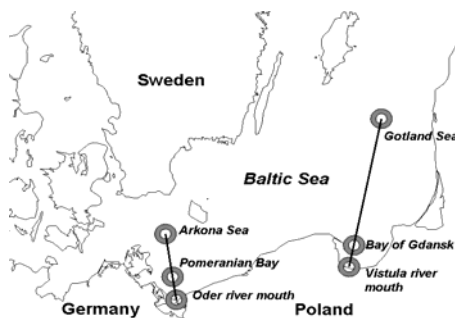 Sweden
Gotland Sea
Baltic Sea
Arkona Sea
Bay of Gdansk
Pomeranian Bay
Vistula river
mouth
Oder river mouth
Germany
Poland